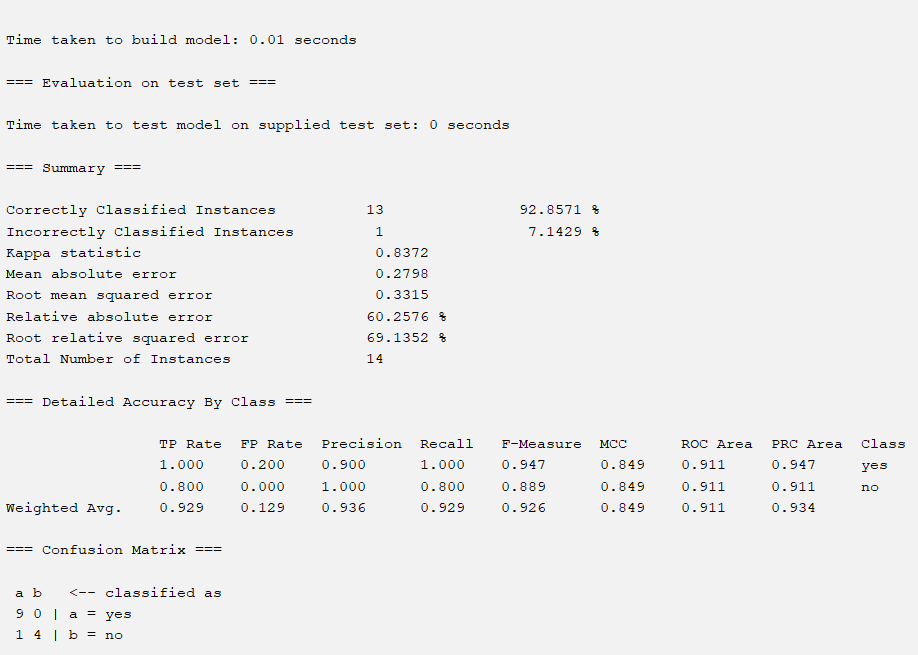 Time taken to build model: 0.01 seconds
=== Evaluation on test set ===
Time taken to test model on supplied test set: 0 seconds
=== Summary ===
Correctly Classified Instances          13               92.8571 %
Incorrectly Classified Instances         1                7.1429 %
Kappa statistic                          0.8372
Mean absolute error                      0.2798
Root mean squared error                  0.3315
Relative absolute error                 60.2576 %
Root relative squared error             69.1352 %
Total Number of Instances               14
=== Detailed Accuracy By Class ===
                 TP Rate  FP Rate  Precision  Recall   F-Measure  MCC      ROC Area  PRC Area  Class
                 1.000    0.200    0.900      1.000    0.947      0.849    0.911     0.947     yes
                 0.800    0.000    1.000      0.800    0.889      0.849    0.911     0.911     no
Weighted Avg.    0.929    0.129    0.936      0.929    0.926      0.849    0.911     0.934
=== Confusion Matrix ===
 a b   <-- classified as
 9 0 | a = yes
 1 4 | b = no